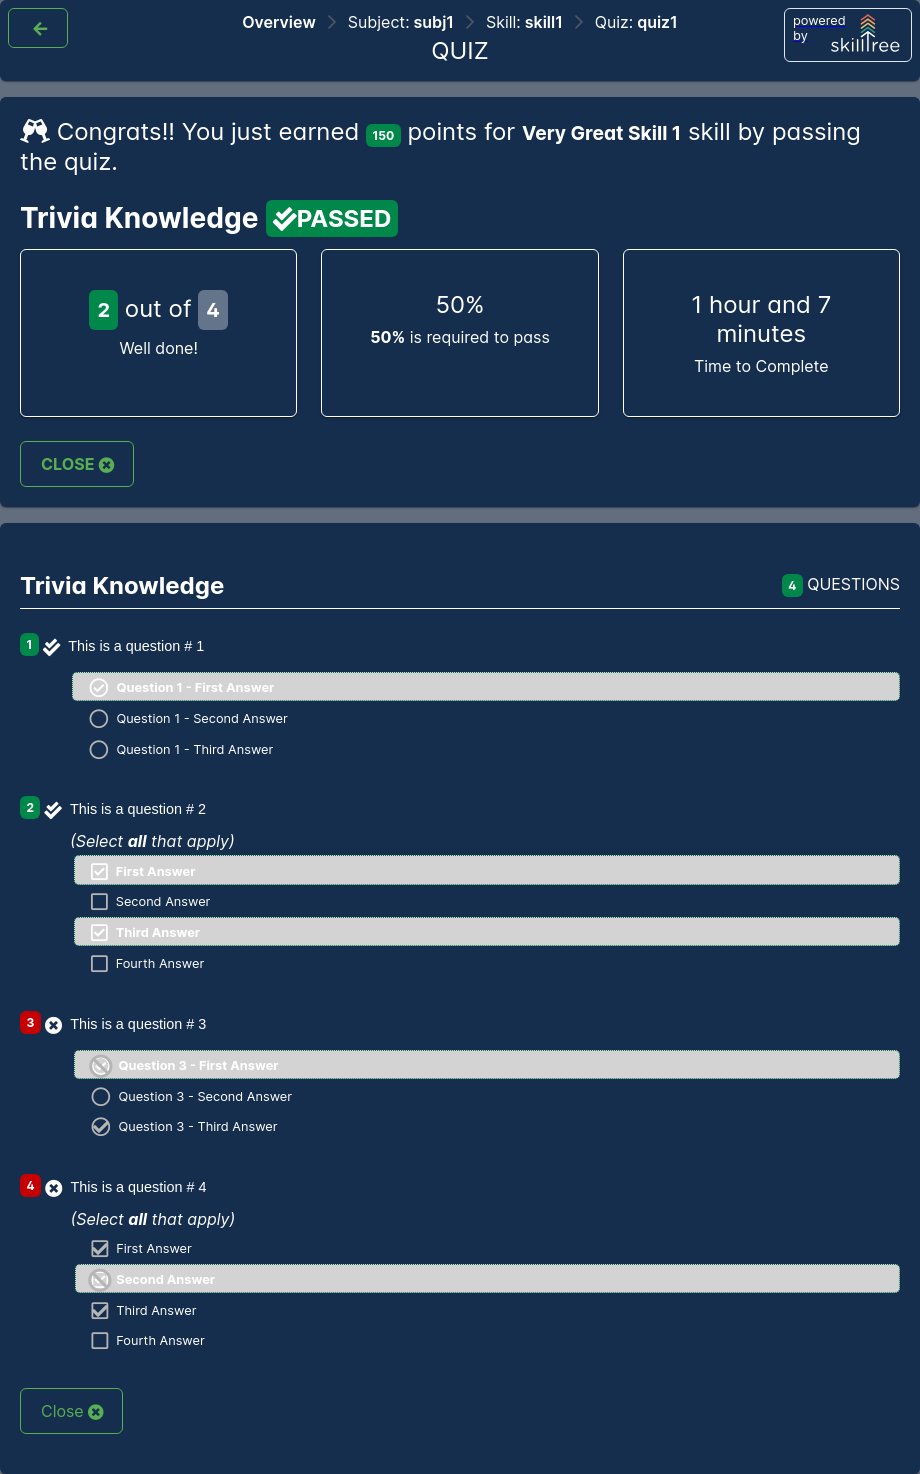 Overview Subject: subj1 Skill: skill1 Quiz: quiz1
QUIZ
powered by skilltree
Congrats!! You just earned 150 points for Very Great Skill 1 skill by passing
the quiz.
Trivia Knowledge PASSED
2 out of 4
Well done!
50%
50% is required to pass
1 hour and 7
minutes
Time to Complete
CLOSE
Trivia Knowledge
4 QUESTIONS
1 This is a question # 1
Question 1 - First Answer
Question 1 - Second Answer
Question 1 - Third Answer
2 This is a question # 2
(Select all that apply)
First Answer
Second Answer
Third Answer
Fourth Answer
3 This is a question # 3
Question 3 - First Answer
Question 3 - Second Answer
Question 3 - Third Answer
4 This is a question # 4
(Select all that apply)
First Answer
Second Answer
Third Answer
Fourth Answer
Close